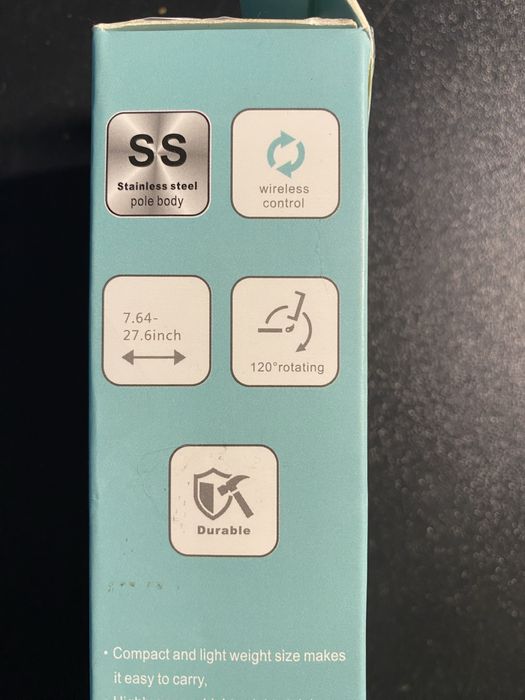 SS
Stainless steel
pole body
wireless
control
7.64-
27.6inch
120°rotating
Durable
• Compact and light weight size makes
it easy to carry,